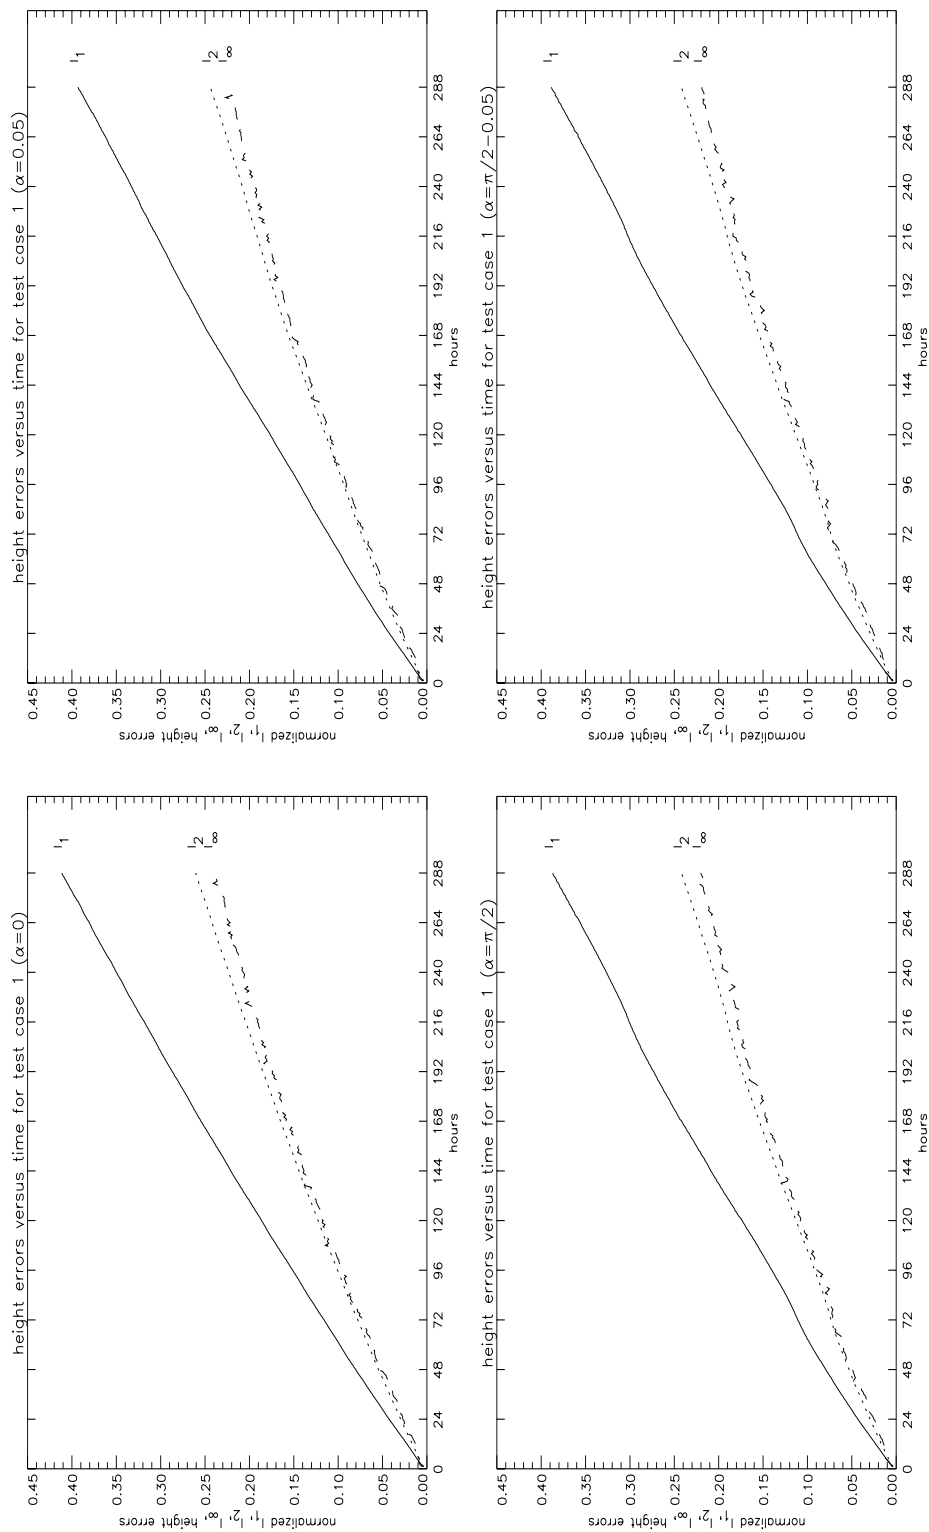 height errors versus time for test case 1 (α=0)
normalized l1, l2, l∞, height errors
0.45
0.40
0.35
0.30
0.25
0.20
0.15
0.10
0.05
0.00
l1
l2
l∞
0 24 48 72 96 120 144 168 192 216 240 264 288
hours
height errors versus time for test case 1 (α=0.05)
normalized l1, l2, l∞, height errors
0.45
0.40
0.35
0.30
0.25
0.20
0.15
0.10
0.05
0.00
l1
l2
l∞
0 24 48 72 96 120 144 168 192 216 240 264 288
hours
height errors versus time for test case 1 (α=π/2)
normalized l1, l2, l∞, height errors
0.45
0.40
0.35
0.30
0.25
0.20
0.15
0.10
0.05
0.00
l1
l2
l∞
0 24 48 72 96 120 144 168 192 216 240 264 288
hours
height errors versus time for test case 1 (α=π/2−0.05)
normalized l1, l2, l∞, height errors
0.45
0.40
0.35
0.30
0.25
0.20
0.15
0.10
0.05
0.00
l1
l2
l∞
0 24 48 72 96 120 144 168 192 216 240 264 288
hours